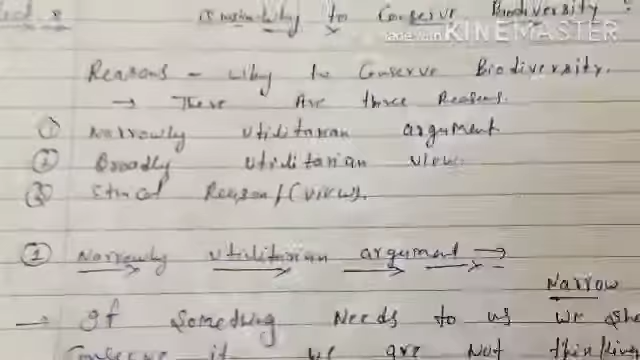 to Conserve Biodiversity
made with KINEMASTER
Reasons - Why to Conserve Biodiversity.
→ There Are three Reasons.
① Narrowly utilitarian argument
② Broadly utilitarian view
③ Ethical Reason/(view).
① Narrowly utilitarian argument →
Narrow
→ If Something Needs to us we
Conserve it we are Not